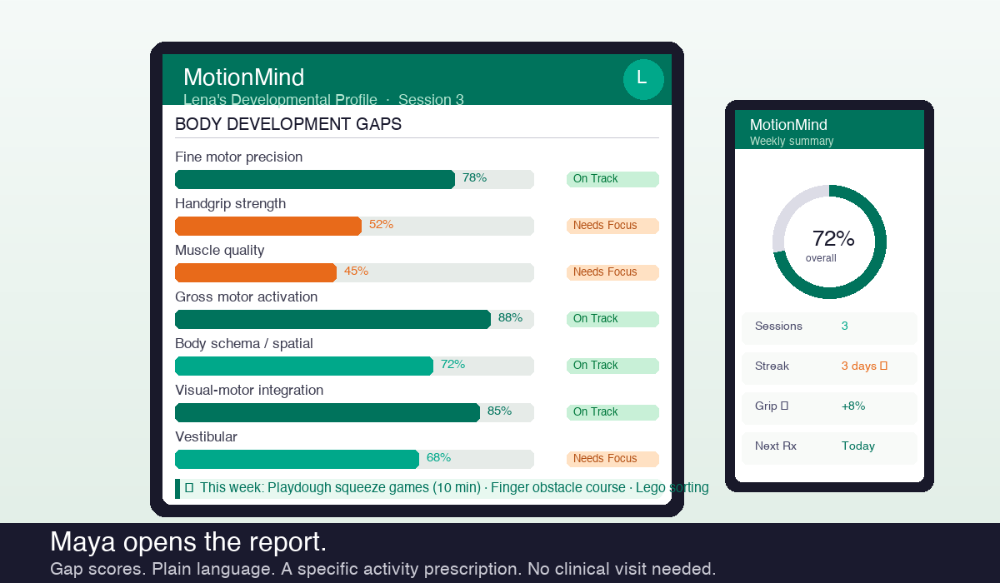 MotionMind
Lena's Developmental Profile · Session 3
L
BODY DEVELOPMENT GAPS
Fine motor precision
78%
On Track
Handgrip strength
52%
Needs Focus
Muscle quality
45%
Needs Focus
Gross motor activation
88%
On Track
Body schema / spatial
72%
On Track
Visual-motor integration
85%
On Track
Vestibular
68%
Needs Focus
▯ This week: Playdough squeeze games (10 min) · Finger obstacle course · Lego sorting
MotionMind
Weekly summary
72%
overall
Sessions 3
Streak 3 days ▯
Grip ▯ +8%
Next Rx Today
Maya opens the report.
Gap scores. Plain language. A specific activity prescription. No clinical visit needed.